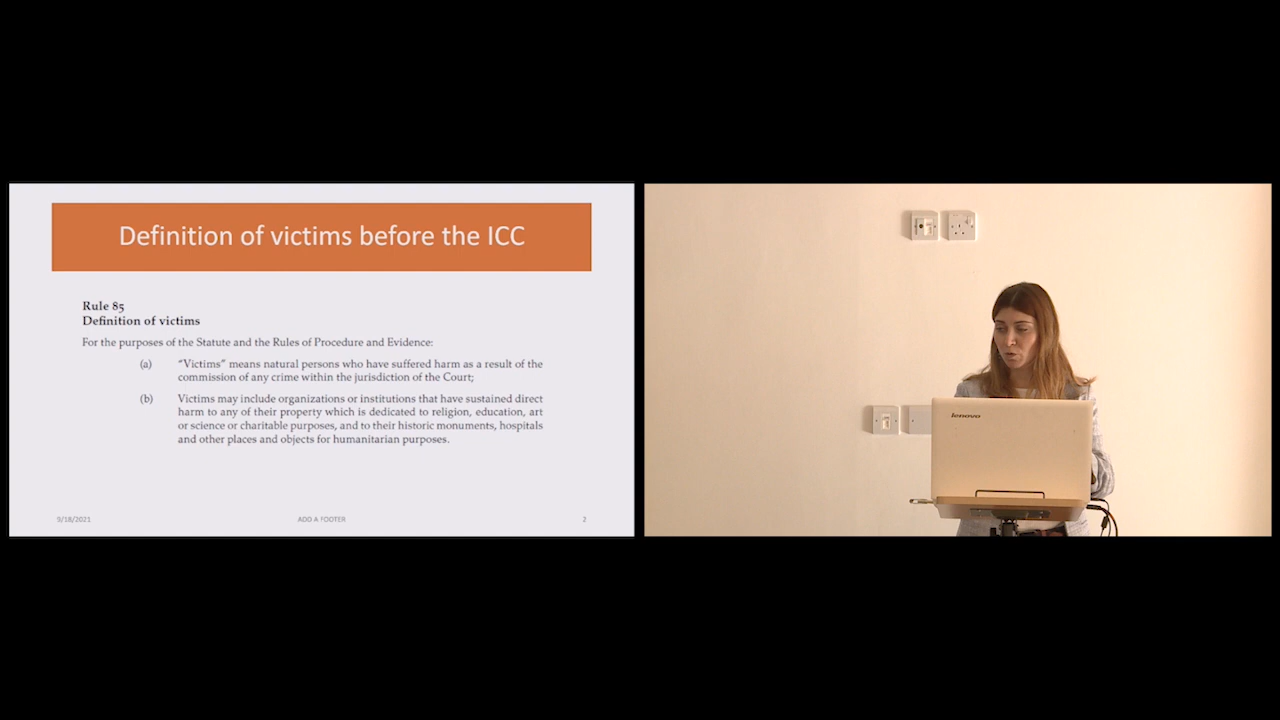 Definition of victims before the ICC
Rule 85
Definition of victims
For the purposes of the Statute and the Rules of Procedure and Evidence:
(a) “Victims” means natural persons who have suffered harm as a result of the
commission of any crime within the jurisdiction of the Court;
(b) Victims may include organizations or institutions that have sustained direct
harm to any of their property which is dedicated to religion, education, art
or science or charitable purposes, and to their historic monuments, hospitals
and other places and objects for humanitarian purposes.
9/18/2021 ADD A FOOTER 2
lenovo